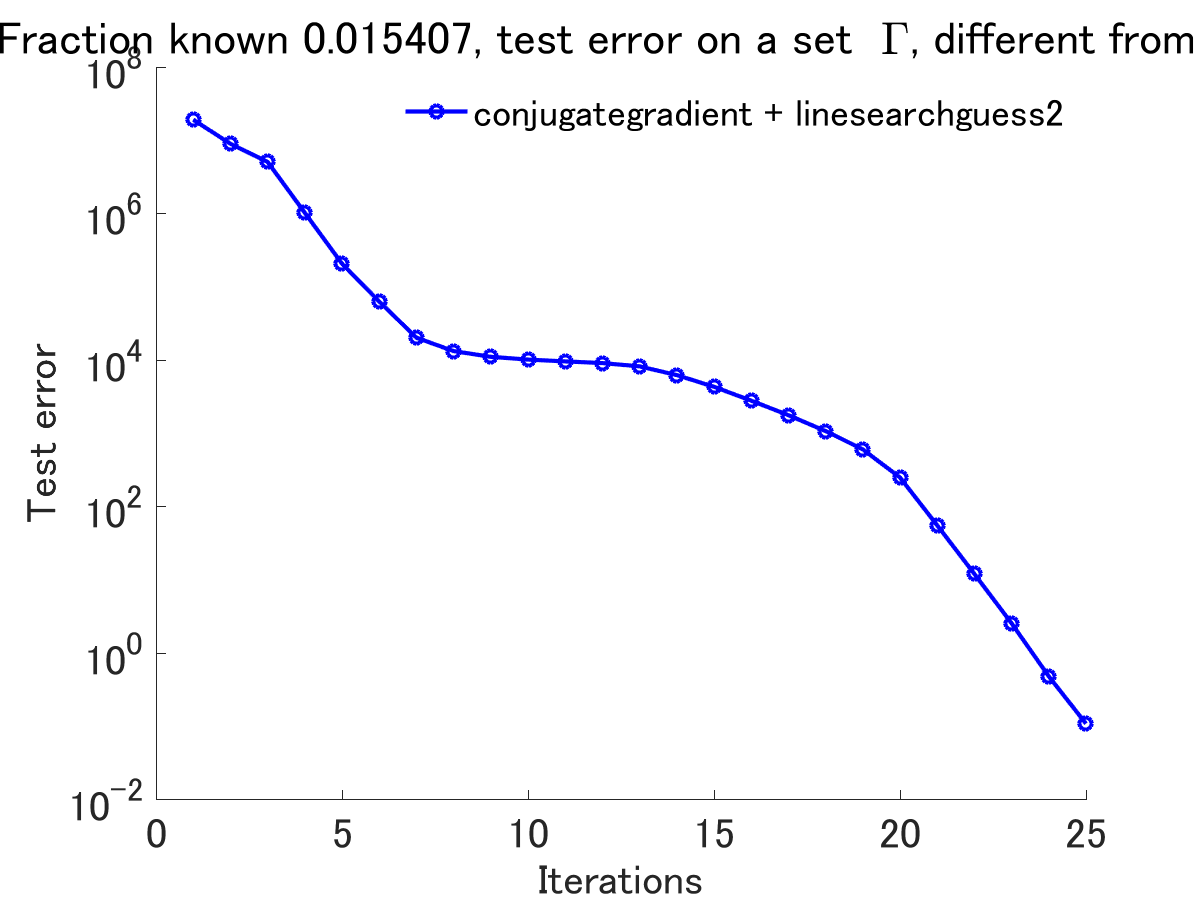 Fraction known 0.015407, test error on a set Γ, different from
10^8
conjugategradient + linesearchguess2
10^6
10^4
10^2
10^0
10^-2
Test error
0 5 10 15 20 25
Iterations